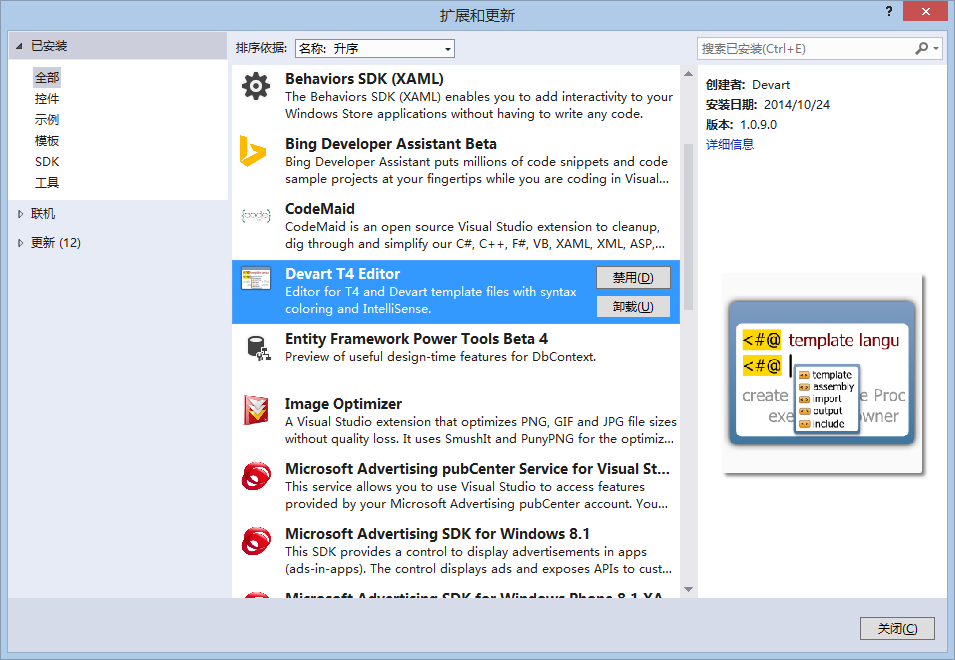 扩展和更新
?
已安装
全部
控件
示例
模板
SDK
工具
联机
更新 (12)
排序依据: 名称: 升序
Behaviors SDK (XAML)
The Behaviors SDK (XAML) enables you to add interactivity to your
Windows Store applications without having to write any code.
Bing Developer Assistant Beta
Bing Developer Assistant puts millions of code snippets and code
sample projects at your fingertips while you are coding in Visual...
{code}
CodeMaid
CodeMaid is an open source Visual Studio extension to cleanup,
dig through and simplify our C#, C++, F#, VB, XAML, XML, ASP,...
Devart T4 Editor
Editor for T4 and Devart template files with syntax
coloring and IntelliSense.
禁用(D)
卸载(U)
Entity Framework Power Tools Beta 4
Preview of useful design-time features for DbContext.
Image Optimizer
A Visual Studio extension that optimizes PNG, GIF and JPG file sizes
without quality loss. It uses SmushIt and PunyPNG for the optimiz...
Microsoft Advertising pubCenter Service for Visual St...
This service allows you to use Visual Studio to access features
provided by your Microsoft Advertising pubCenter account. You...
Microsoft Advertising SDK for Windows 8.1
This SDK provides a control to display advertisements in apps
(ads-in-apps). The control displays ads and exposes APIs to cust...
Microsoft Advertising SDK for Windows Phone 8.1 XA...
搜索已安装(Ctrl+E)
创建者: Devart
安装日期: 2014/10/24
版本: 1.0.9.0
详细信息
<#@ template langu
<#@
template
assembly
import
output
include
create
e Proc
exe
owner
关闭(C)